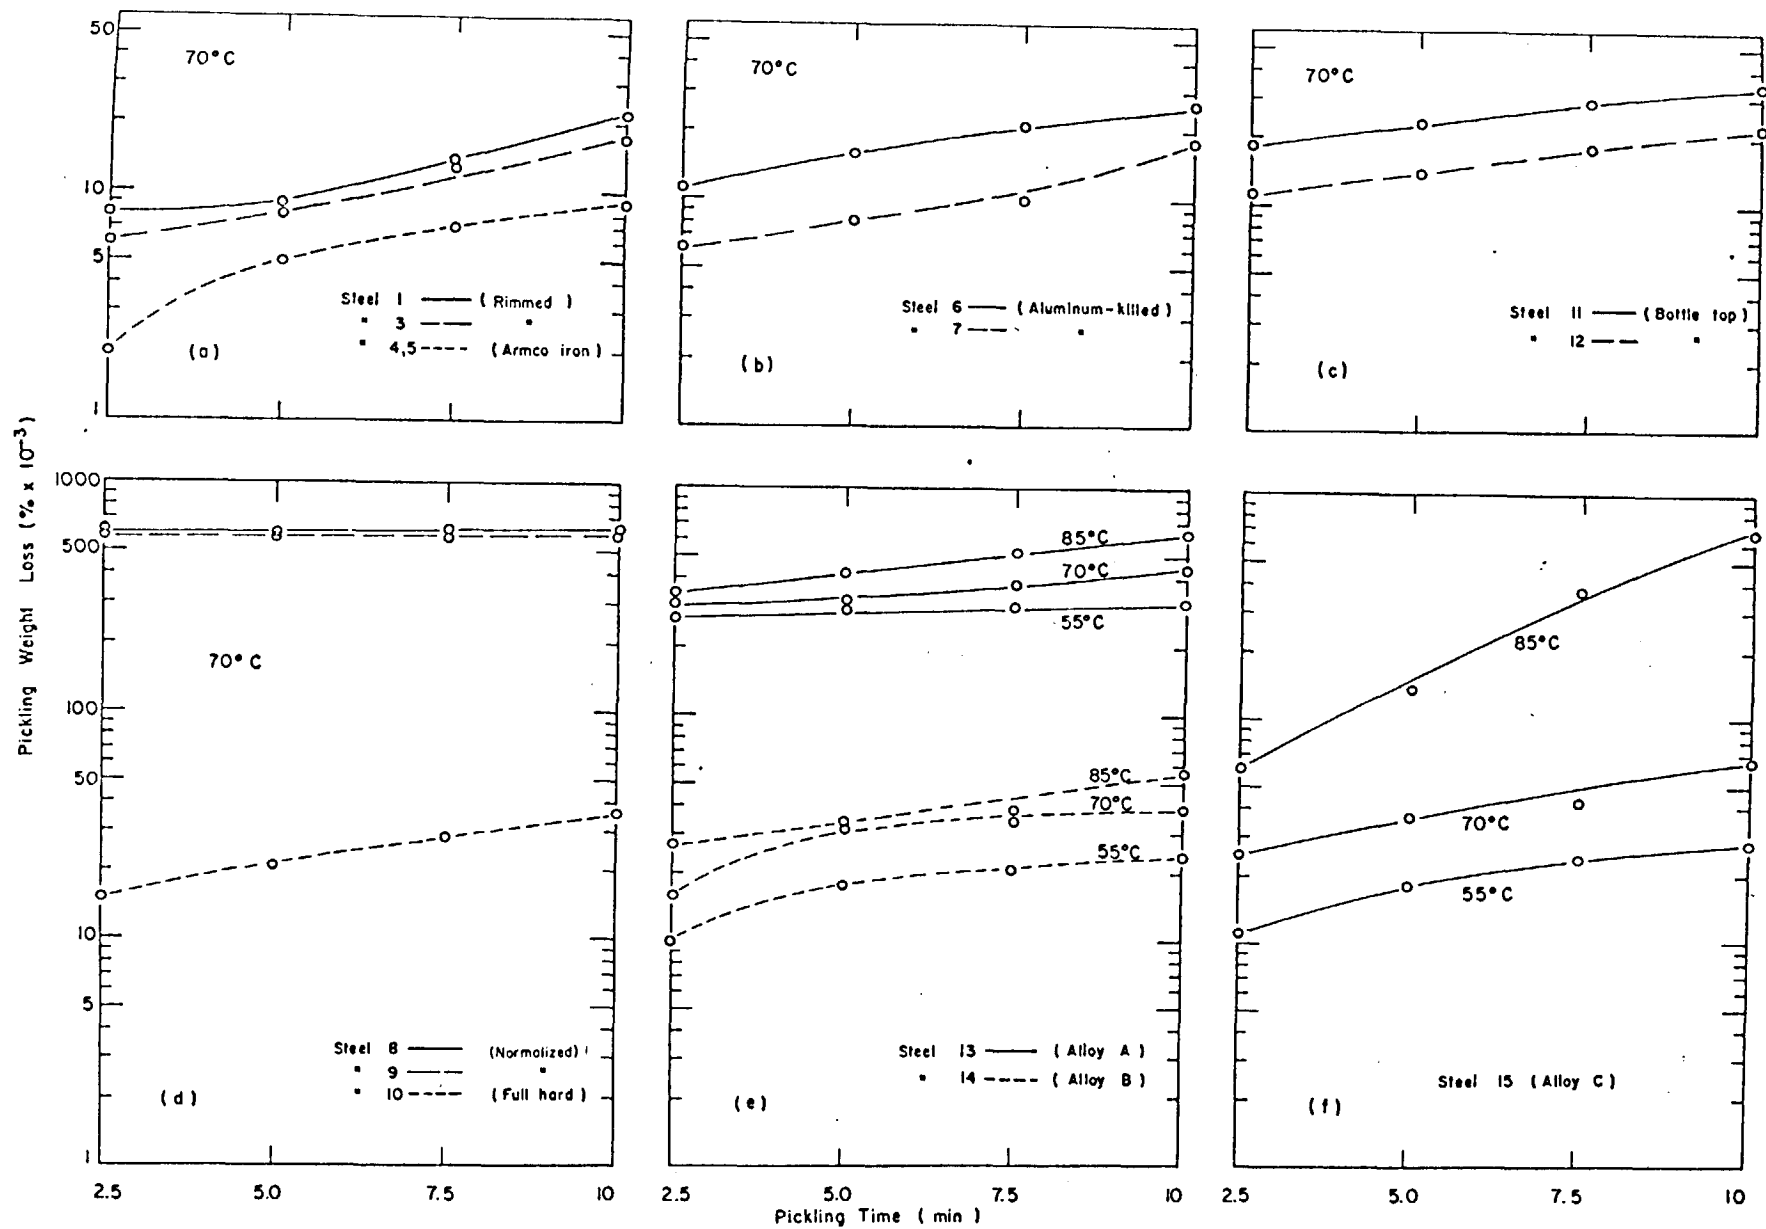 50
10
5
1
70°C
Steel 1 (Rimmed)
" 3 "
" 4,5 (Armco iron)
(a)
70°C
Steel 6 (Aluminum-killed)
" 7 "
(b)
70°C
Steel 11 (Bottle top)
" 12 "
(c)
Pickling Weight Loss (% x 10⁻³)
1000
500
100
50
10
5
1
70°C
Steel 8 (Normalized)
" 9 "
" 10 (Full hard)
(d)
2.5 5.0 7.5 10
85°C
70°C
55°C
85°C
70°C
55°C
Steel 13 (Alloy A)
" 14 (Alloy B)
(e)
2.5 5.0 7.5 10
85°C
70°C
55°C
Steel 15 (Alloy C)
(f)
2.5 5.0 7.5 10
Pickling Time (min)